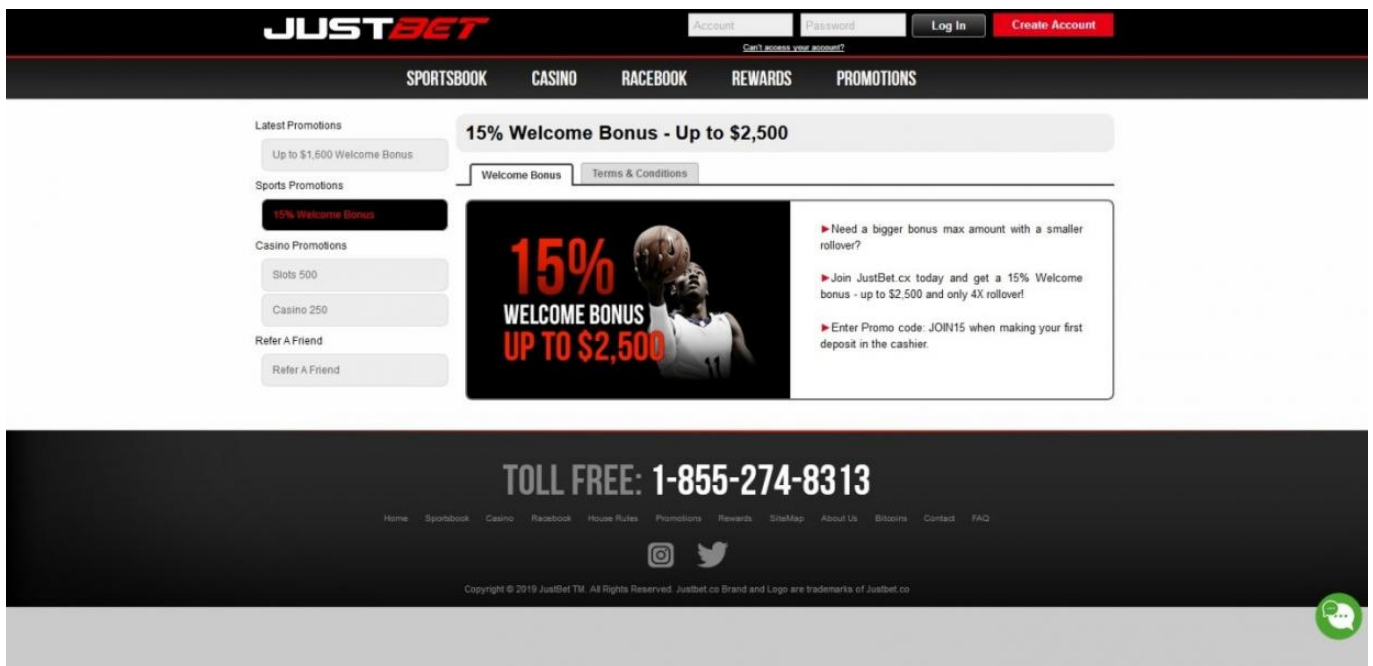 JUSTBET
Account
Password
Log In
Create Account
Can't access your account?
SPORTSBOOK
CASINO
RACEBOOK
REWARDS
PROMOTIONS
Latest Promotions
Up to $1,600 Welcome Bonus
Sports Promotions
15% Welcome Bonus
Casino Promotions
Slots 500
Casino 250
Refer A Friend
Refer A Friend
15% Welcome Bonus - Up to $2,500
Welcome Bonus
Terms & Conditions
15%
WELCOME BONUS
UP TO $2,500
11
►Need a bigger bonus max amount with a smaller
rollover?
►Join JustBet.cx today and get a 15% Welcome
bonus - up to $2,500 and only 4X rollover!
►Enter Promo code: JOIN15 when making your first
deposit in the cashier.
TOLL FREE: 1-855-274-8313
Home Sportsbook Casino Racebook House Rules Promotions Rewards SiteMap About Us Bitcoins Contact FAQ
Copyright © 2019 JustBet TM. All Rights Reserved. Justbet.co Brand and Logo are trademarks of Justbet.co